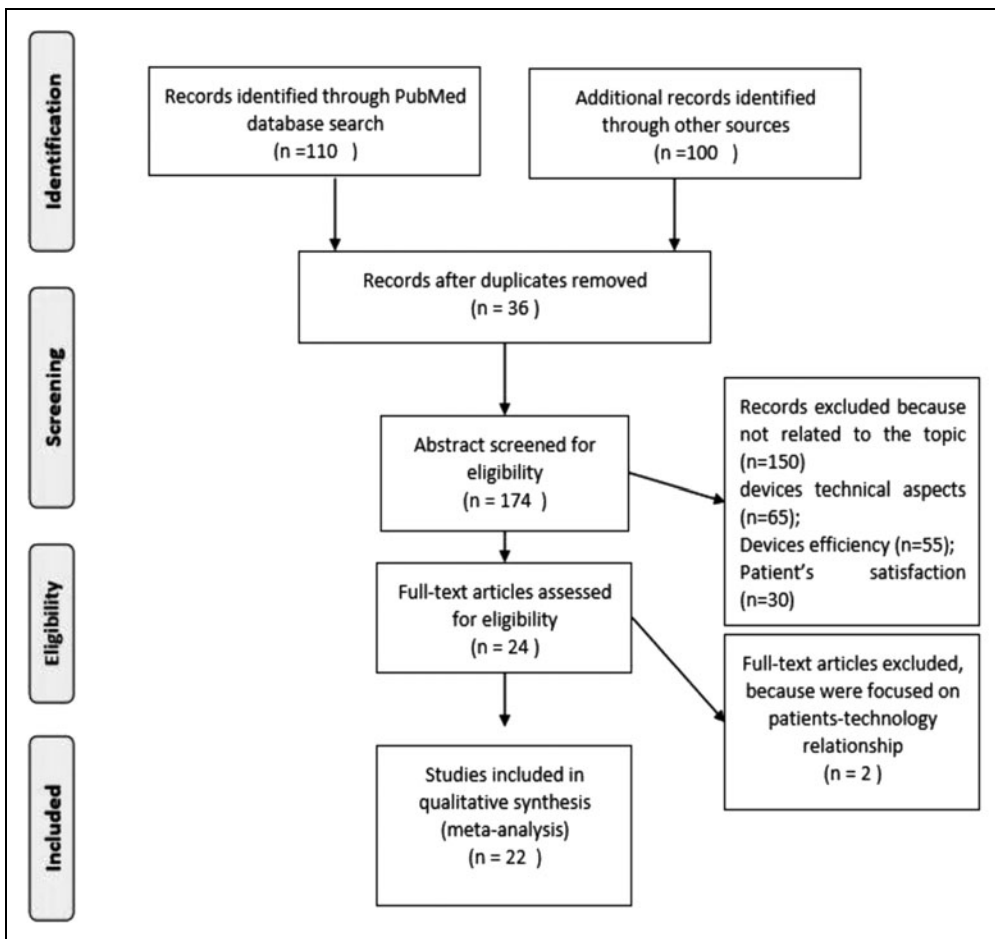 Identification
Records identified through PubMed
database search
(n =110   )
Additional records identified
through other sources
(n =100   )
Records after duplicates removed
(n = 36 )
Screening
Abstract screened for
eligibility
(n = 174   )
Records excluded because
not related to the topic
(n=150)
devices technical aspects
(n=65);
Devices efficiency (n=55);
Patient's satisfaction
(n=30)
Eligibility
Full-text articles assessed
for eligibility
(n = 24 )
Full-text articles excluded,
because were focused on
patients-technology
relationship
(n = 2 )
Included
Studies included in
qualitative synthesis
(meta-analysis)
(n = 22  )